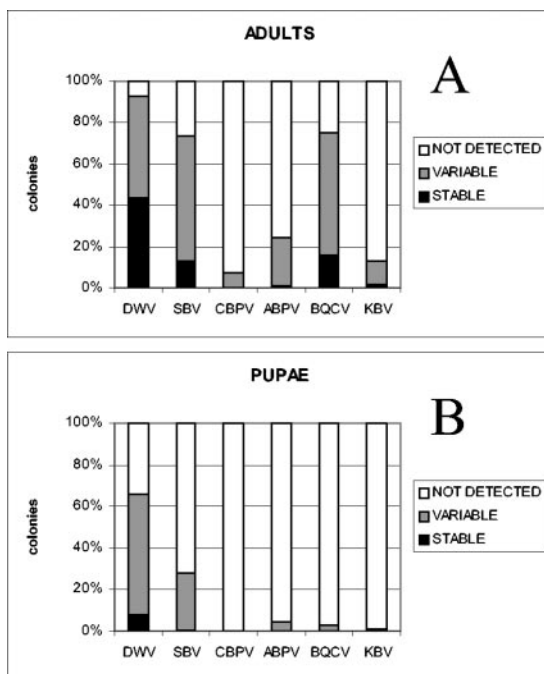 ADULTS
A
100%
80%
60%
40%
20%
0%
colonies
DWV SBV CBPV ABPV BQCV KBV
NOT DETECTED
VARIABLE
STABLE
PUPAE
B
100%
80%
60%
40%
20%
0%
colonies
DWV SBV CBPV ABPV BQCV KBV
NOT DETECTED
VARIABLE
STABLE